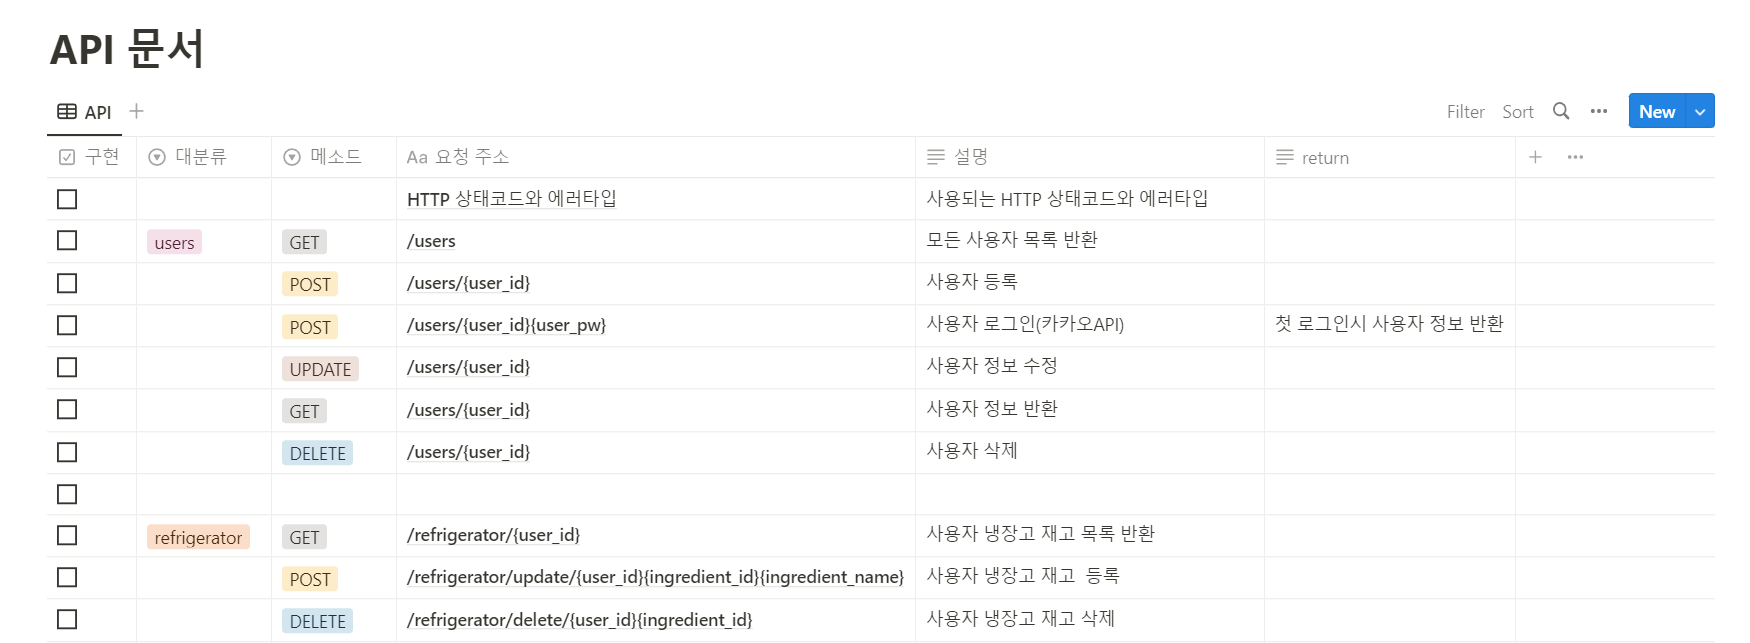 API 문서
API
Filter Sort New
구현 대분류 메소드 Aa 요청 주소 설명 return
HTTP 상태코드와 에러타입 사용되는 HTTP 상태코드와 에러타입
users GET /users 모든 사용자 목록 반환
POST /users/{user_id} 사용자 등록
POST /users/{user_id}{user_pw} 사용자 로그인(카카오API) 첫 로그인시 사용자 정보 반환
UPDATE /users/{user_id} 사용자 정보 수정
GET /users/{user_id} 사용자 정보 반환
DELETE /users/{user_id} 사용자 삭제
refrigerator GET /refrigerator/{user_id} 사용자 냉장고 재고 목록 반환
POST /refrigerator/update/{user_id}{ingredient_id}{ingredient_name} 사용자 냉장고 재고 등록
DELETE /refrigerator/delete/{user_id}{ingredient_id} 사용자 냉장고 재고 삭제